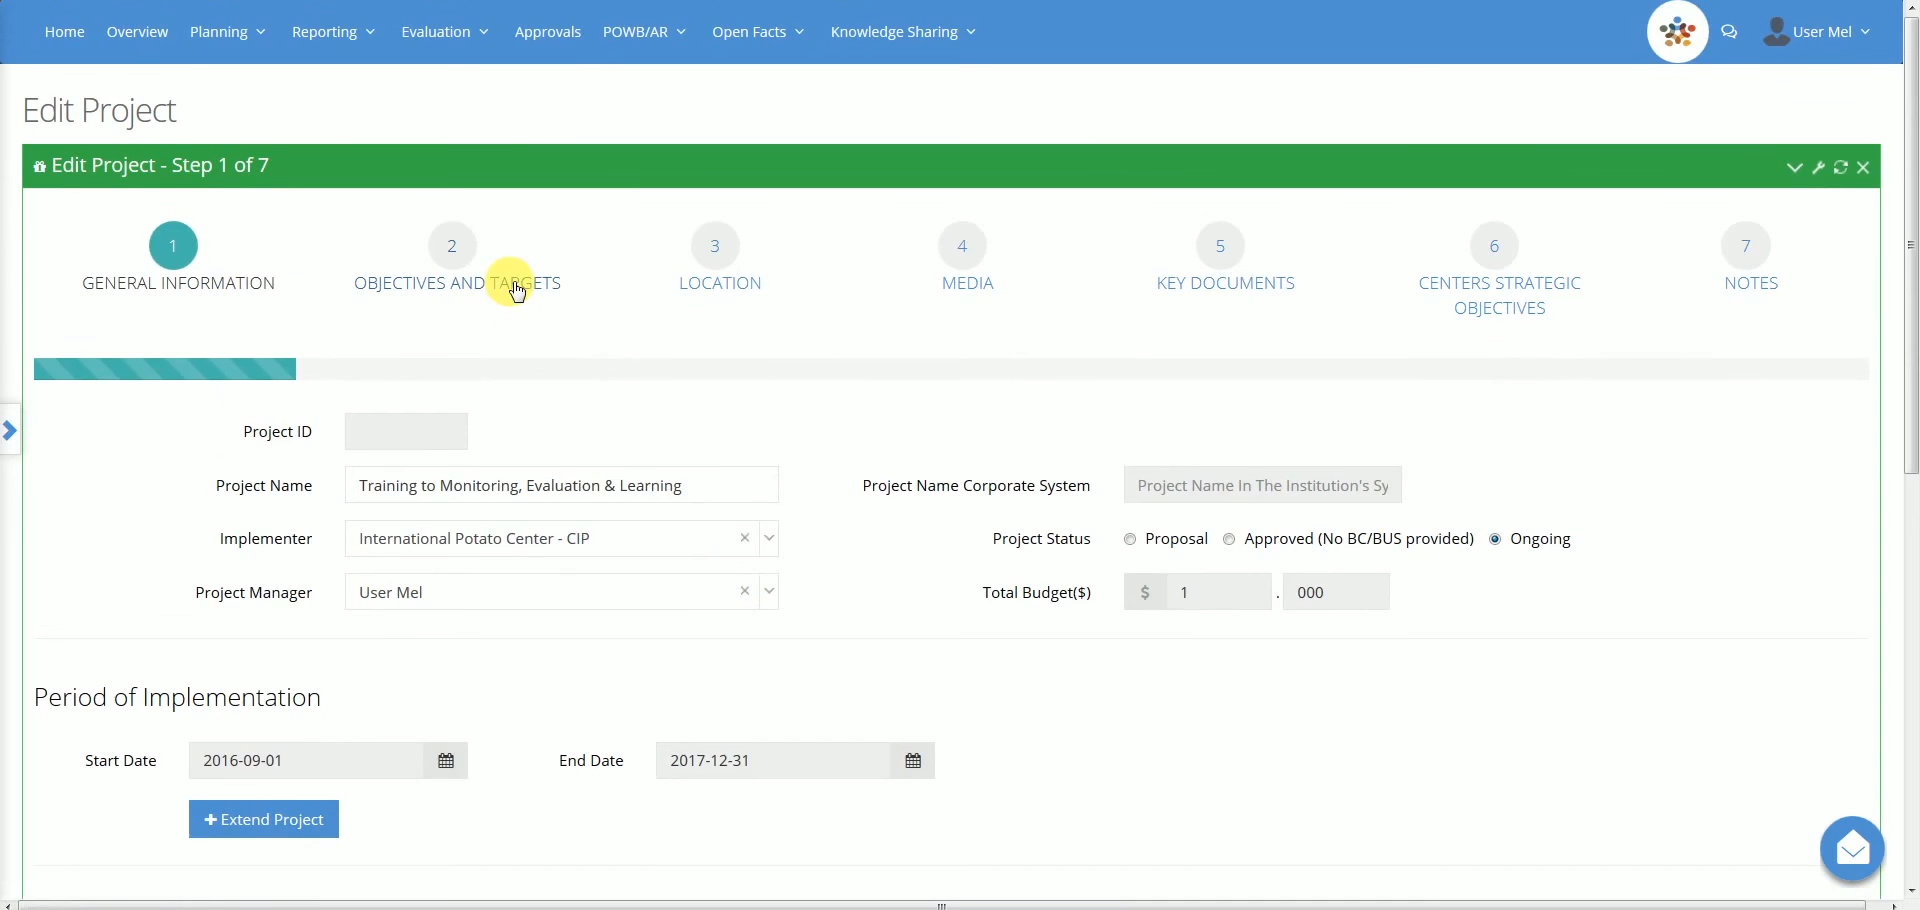 Home Overview Planning Reporting Evaluation Approvals POWB/AR Open Facts Knowledge Sharing User Mel
Edit Project
Edit Project - Step 1 of 7
1 2 3 4 5 6 7
GENERAL INFORMATION OBJECTIVES AND TARGETS LOCATION MEDIA KEY DOCUMENTS CENTERS STRATEGIC NOTES
OBJECTIVES
Project ID
Project Name Training to Monitoring, Evaluation & Learning Project Name Corporate System Project Name In The Institution's Sy
Implementer International Potato Center - CIP Project Status Proposal Approved (No BC/BUS provided) Ongoing
Project Manager User Mel Total Budget($) $ 1 . 000
Period of Implementation
Start Date 2016-09-01 End Date 2017-12-31
Extend Project